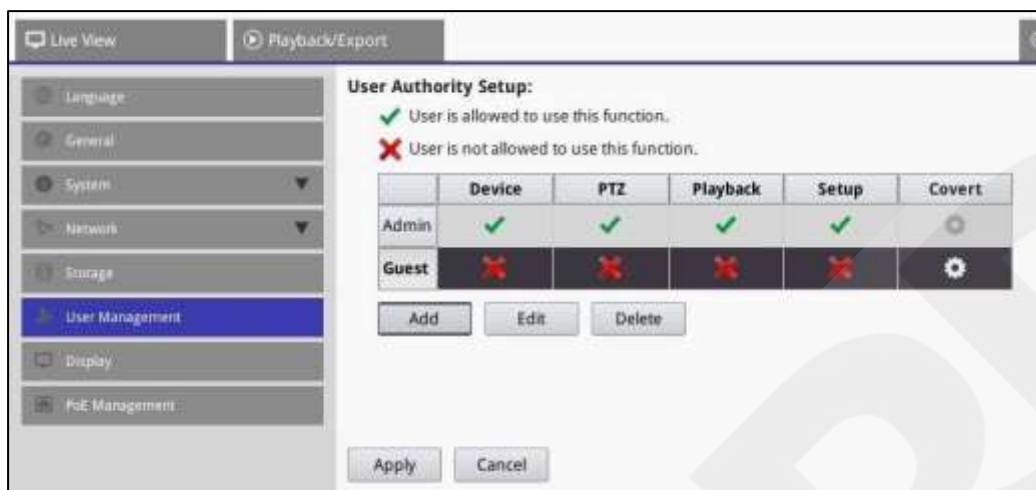 Live View
Playback/Export
Language
General
System
Network
Storage
User Management
Display
PoE Management
User Authority Setup:
User is allowed to use this function.
User is not allowed to use this function.
Device PTZ Playback Setup Covert
Admin
Guest
Add Edit Delete
Apply Cancel